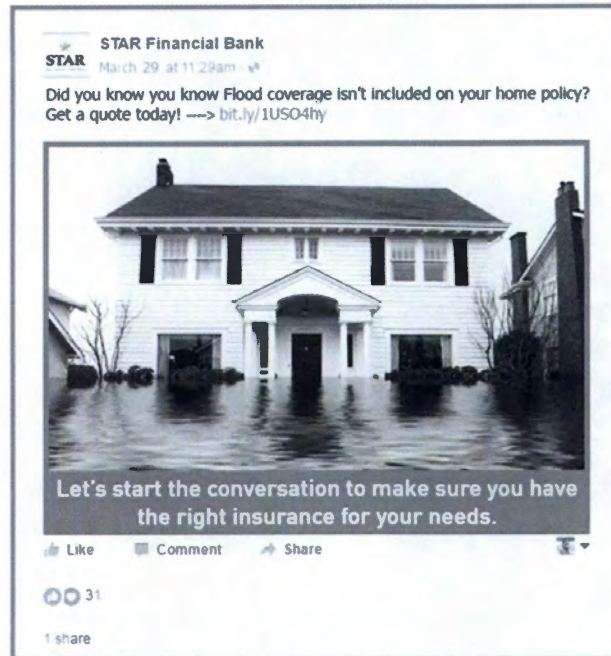 STAR Financial Bank
STAR
March 29 at 11:29am
Did you know you know Flood coverage isn't included on your home policy?
Get a quote today! ---> bit.ly/1USO4hy
Let's start the conversation to make sure you have
the right insurance for your needs.
Like Comment Share
31
1 share